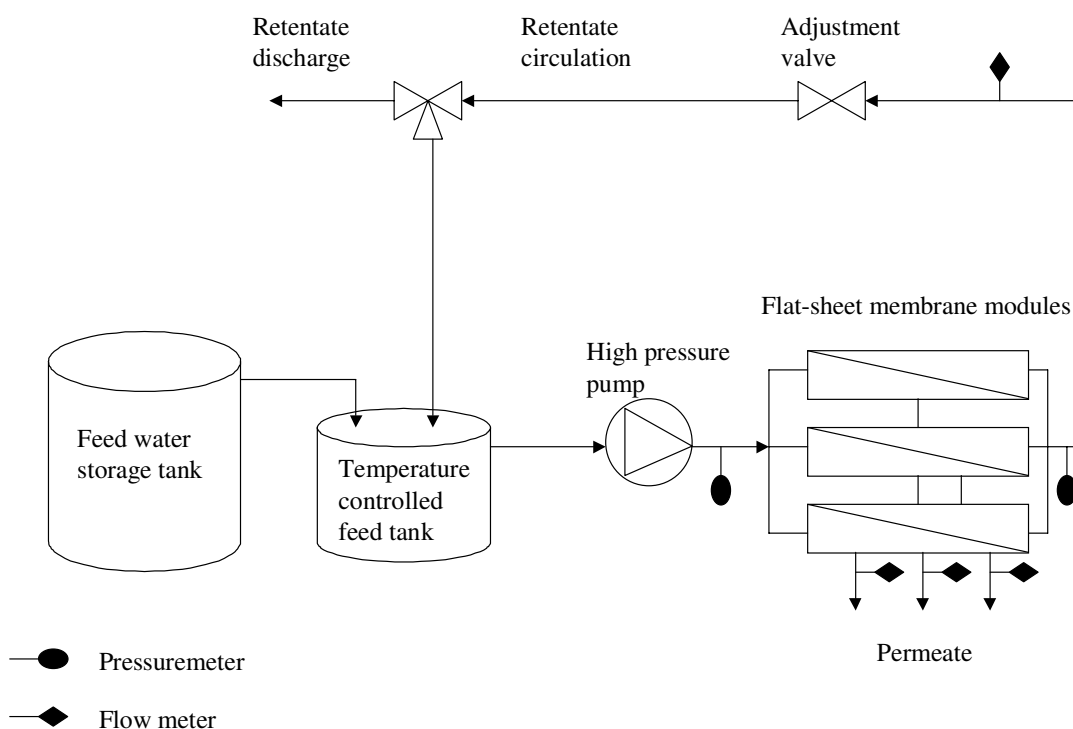 Retentate
discharge
Retentate
circulation
Adjustment
valve
Flat-sheet membrane modules
High pressure
pump
Feed water
storage tank
Temperature
controlled
feed tank
Permeate
Pressuremeter
Flow meter